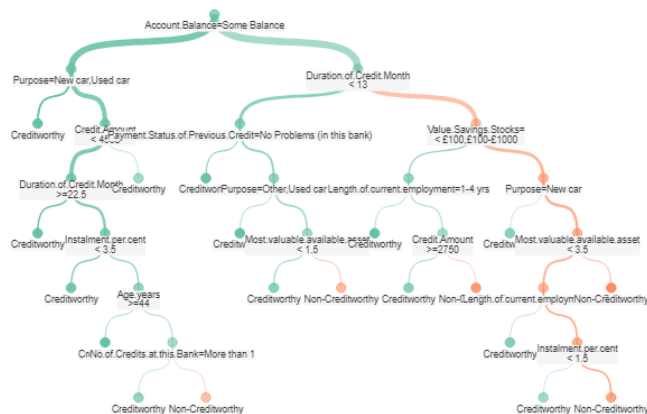 Account.Balance=Some Balance
Purpose=New car,Used car
Duration.of.Credit.Month
< 13
Creditworthy
Credit.Amount
Payment.Status.of.Previous.Credit=No Problems (in this bank)
Value.Savings.Stocks=
< £100,£100-£1000
Duration.of.Credit.Month
>=22.5
Creditworthy
Purpose=Other,Used car
Length.of.current.employment=1-4 yrs
Purpose=New car
Creditworthy
Instalment.per.cent
< 3.5
Most.valuable.available.asset
< 1.5
Creditworthy
Credit.Amount
>=2750
Most.valuable.available.asset
< 3.5
Creditworthy
Age.years
>=44
Creditworthy
Non-Creditworthy
Creditworthy
Length.of.current.employm
No.of.Credits.at.this.Bank=More than 1
Creditworthy
Instalment.per.cent
< 1.5
Creditworthy
Non-Creditworthy
Creditworthy
Non-Creditworthy